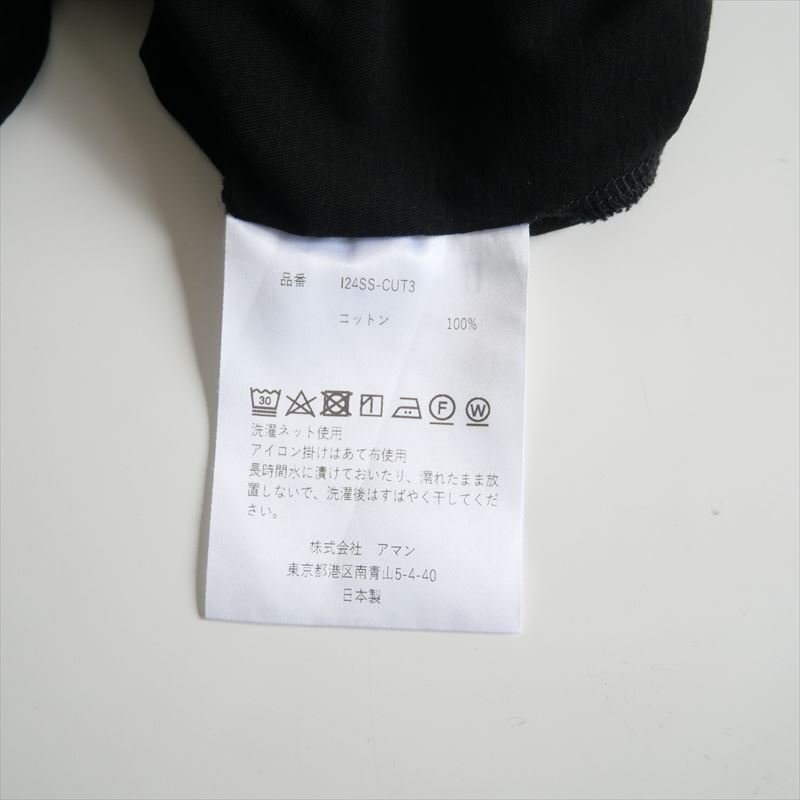 品番 I24SS-CUT3
コットン 100%
30 F W
洗濯ネット使用
アイコン掛けはあて布使用
長時間水に漬けておいたり、濡れたまま放
置しないで、洗濯後はすばやく干してくだ
さい。
株式会社 アマン
東京都港区南青山5-4-40
日本製